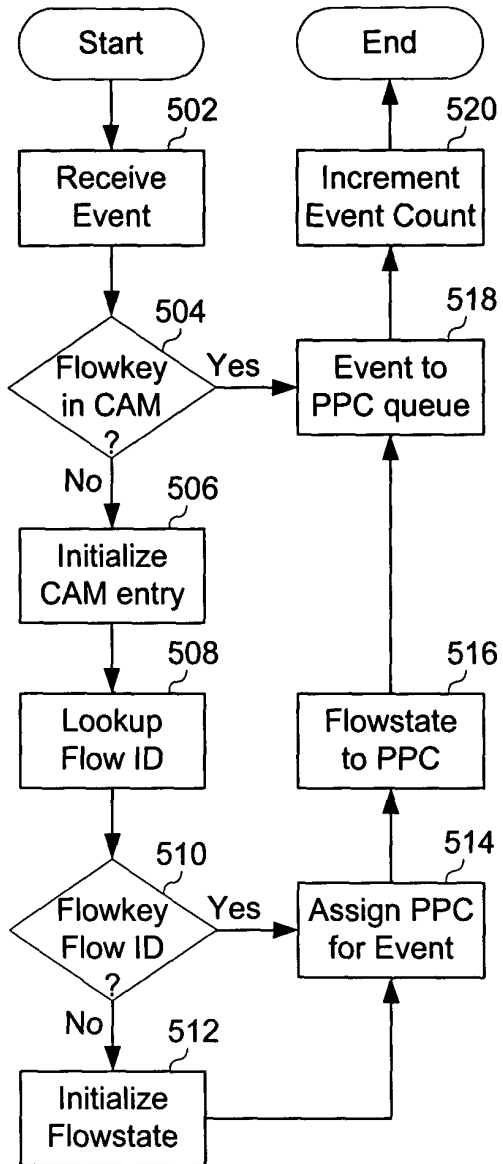 Start
502
Receive
Event
504
Flowkey
in CAM
?
Yes
No
506
Initialize
CAM entry
508
Lookup
Flow ID
510
Flowkey
Flow ID
?
Yes
No
512
Initialize
Flowstate
514
Assign PPC
for Event
516
Flowstate
to PPC
518
Event to
PPC queue
520
Increment
Event Count
End